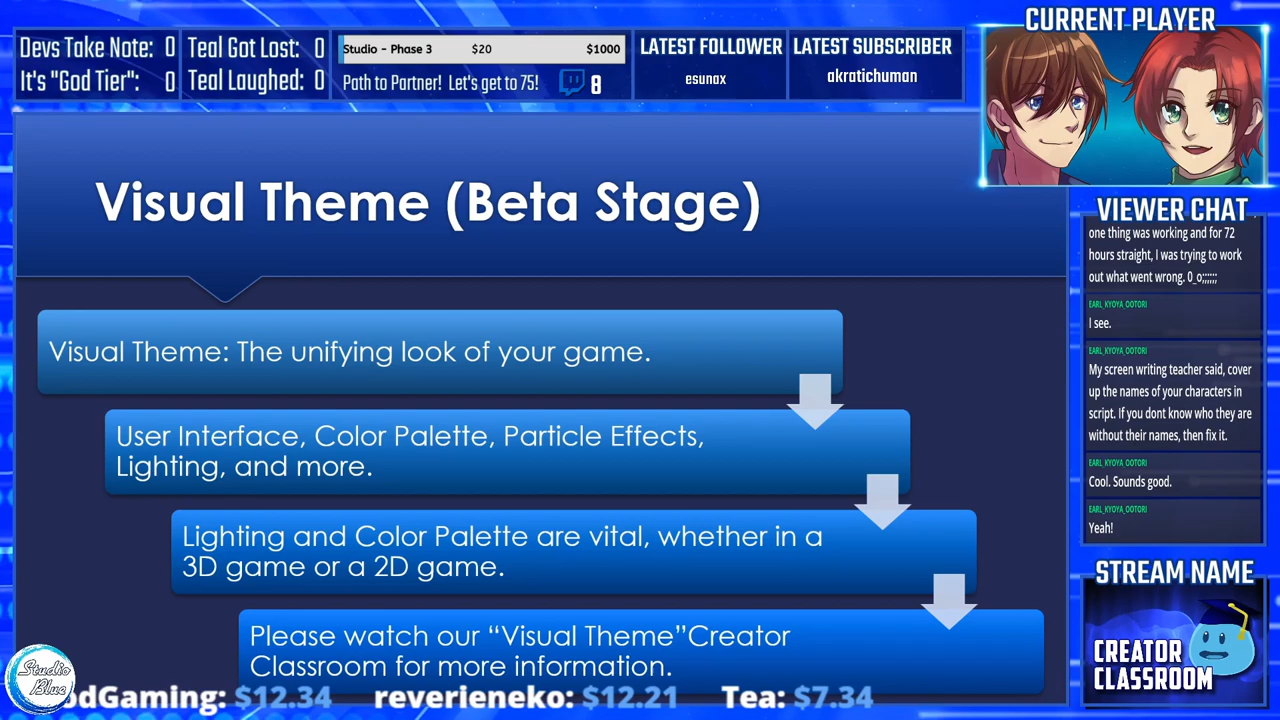 Devs Take Note: 0
It's "God Tier": 0
Teal Got Lost: 0
Teal Laughed: 0
Studio - Phase 3 $20 $1000
Path to Partner! Let's get to 75! 8
LATEST FOLLOWER
esunax
LATEST SUBSCRIBER
akratichuman
CURRENT PLAYER
Visual Theme (Beta Stage)
Visual Theme: The unifying look of your game.
User Interface, Color Palette, Particle Effects,
Lighting, and more.
Lighting and Color Palette are vital, whether in a
3D game or a 2D game.
Please watch our “Visual Theme”Creator
Classroom for more information.
VIEWER CHAT
one thing was working and for 72
hours straight, I was trying to work
out what went wrong. 0_o;;;;;;
EARL_KYOYA_OOTORI
I see.
EARL_KYOYA_OOTORI
My screen writing teacher said, cover
up the names of your characters in
script. If you dont know who they are
without their names, then fix it.
EARL_KYOYA_OOTORI
Cool. Sounds good.
EARL_KYOYA_OOTORI
Yeah!
STREAM NAME
CREATOR
CLASSROOM
Studio
Blue
odGaming: $12.34 reverieneko: $12.21 Tea: $7.34